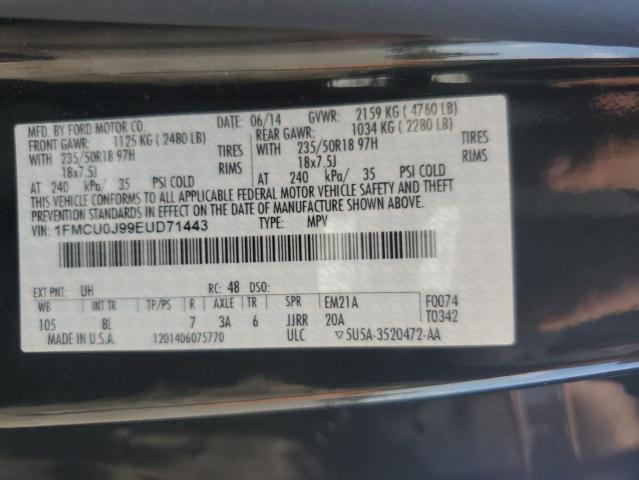 MFD. BY FORD MOTOR CO. DATE: 06/14 GVWR: 2159 KG ( 4760 LB)
FRONT GAWR: 1125 KG ( 2480 LB) REAR GAWR: 1034 KG ( 2280 LB)
WITH 235/50R18 97H TIRES WITH 235/50R18 97H TIRES
18x7.5J RIMS 18x7.5J RIMS
AT 240 kPa/ 35 PSI COLD AT 240 kPa/ 35 PSI COLD
THIS VEHICLE CONFORMS TO ALL APPLICABLE FEDERAL MOTOR VEHICLE SAFETY AND THEFT
PREVENTION STANDARDS IN EFFECT ON THE DATE OF MANUFACTURE SHOWN ABOVE.
VIN: 1FMCU0J99EUD71443 TYPE: MPV
EXT PNT: UH RC: 48 DSO:
WB INT TR TP/PS R AXLE TR SPR EM21A F0074
105 8L 7 3A 6 JJRR 20A T0342
MADE IN U.S.A. 1201406075770 ULC ▽5U5A-3520472-AA